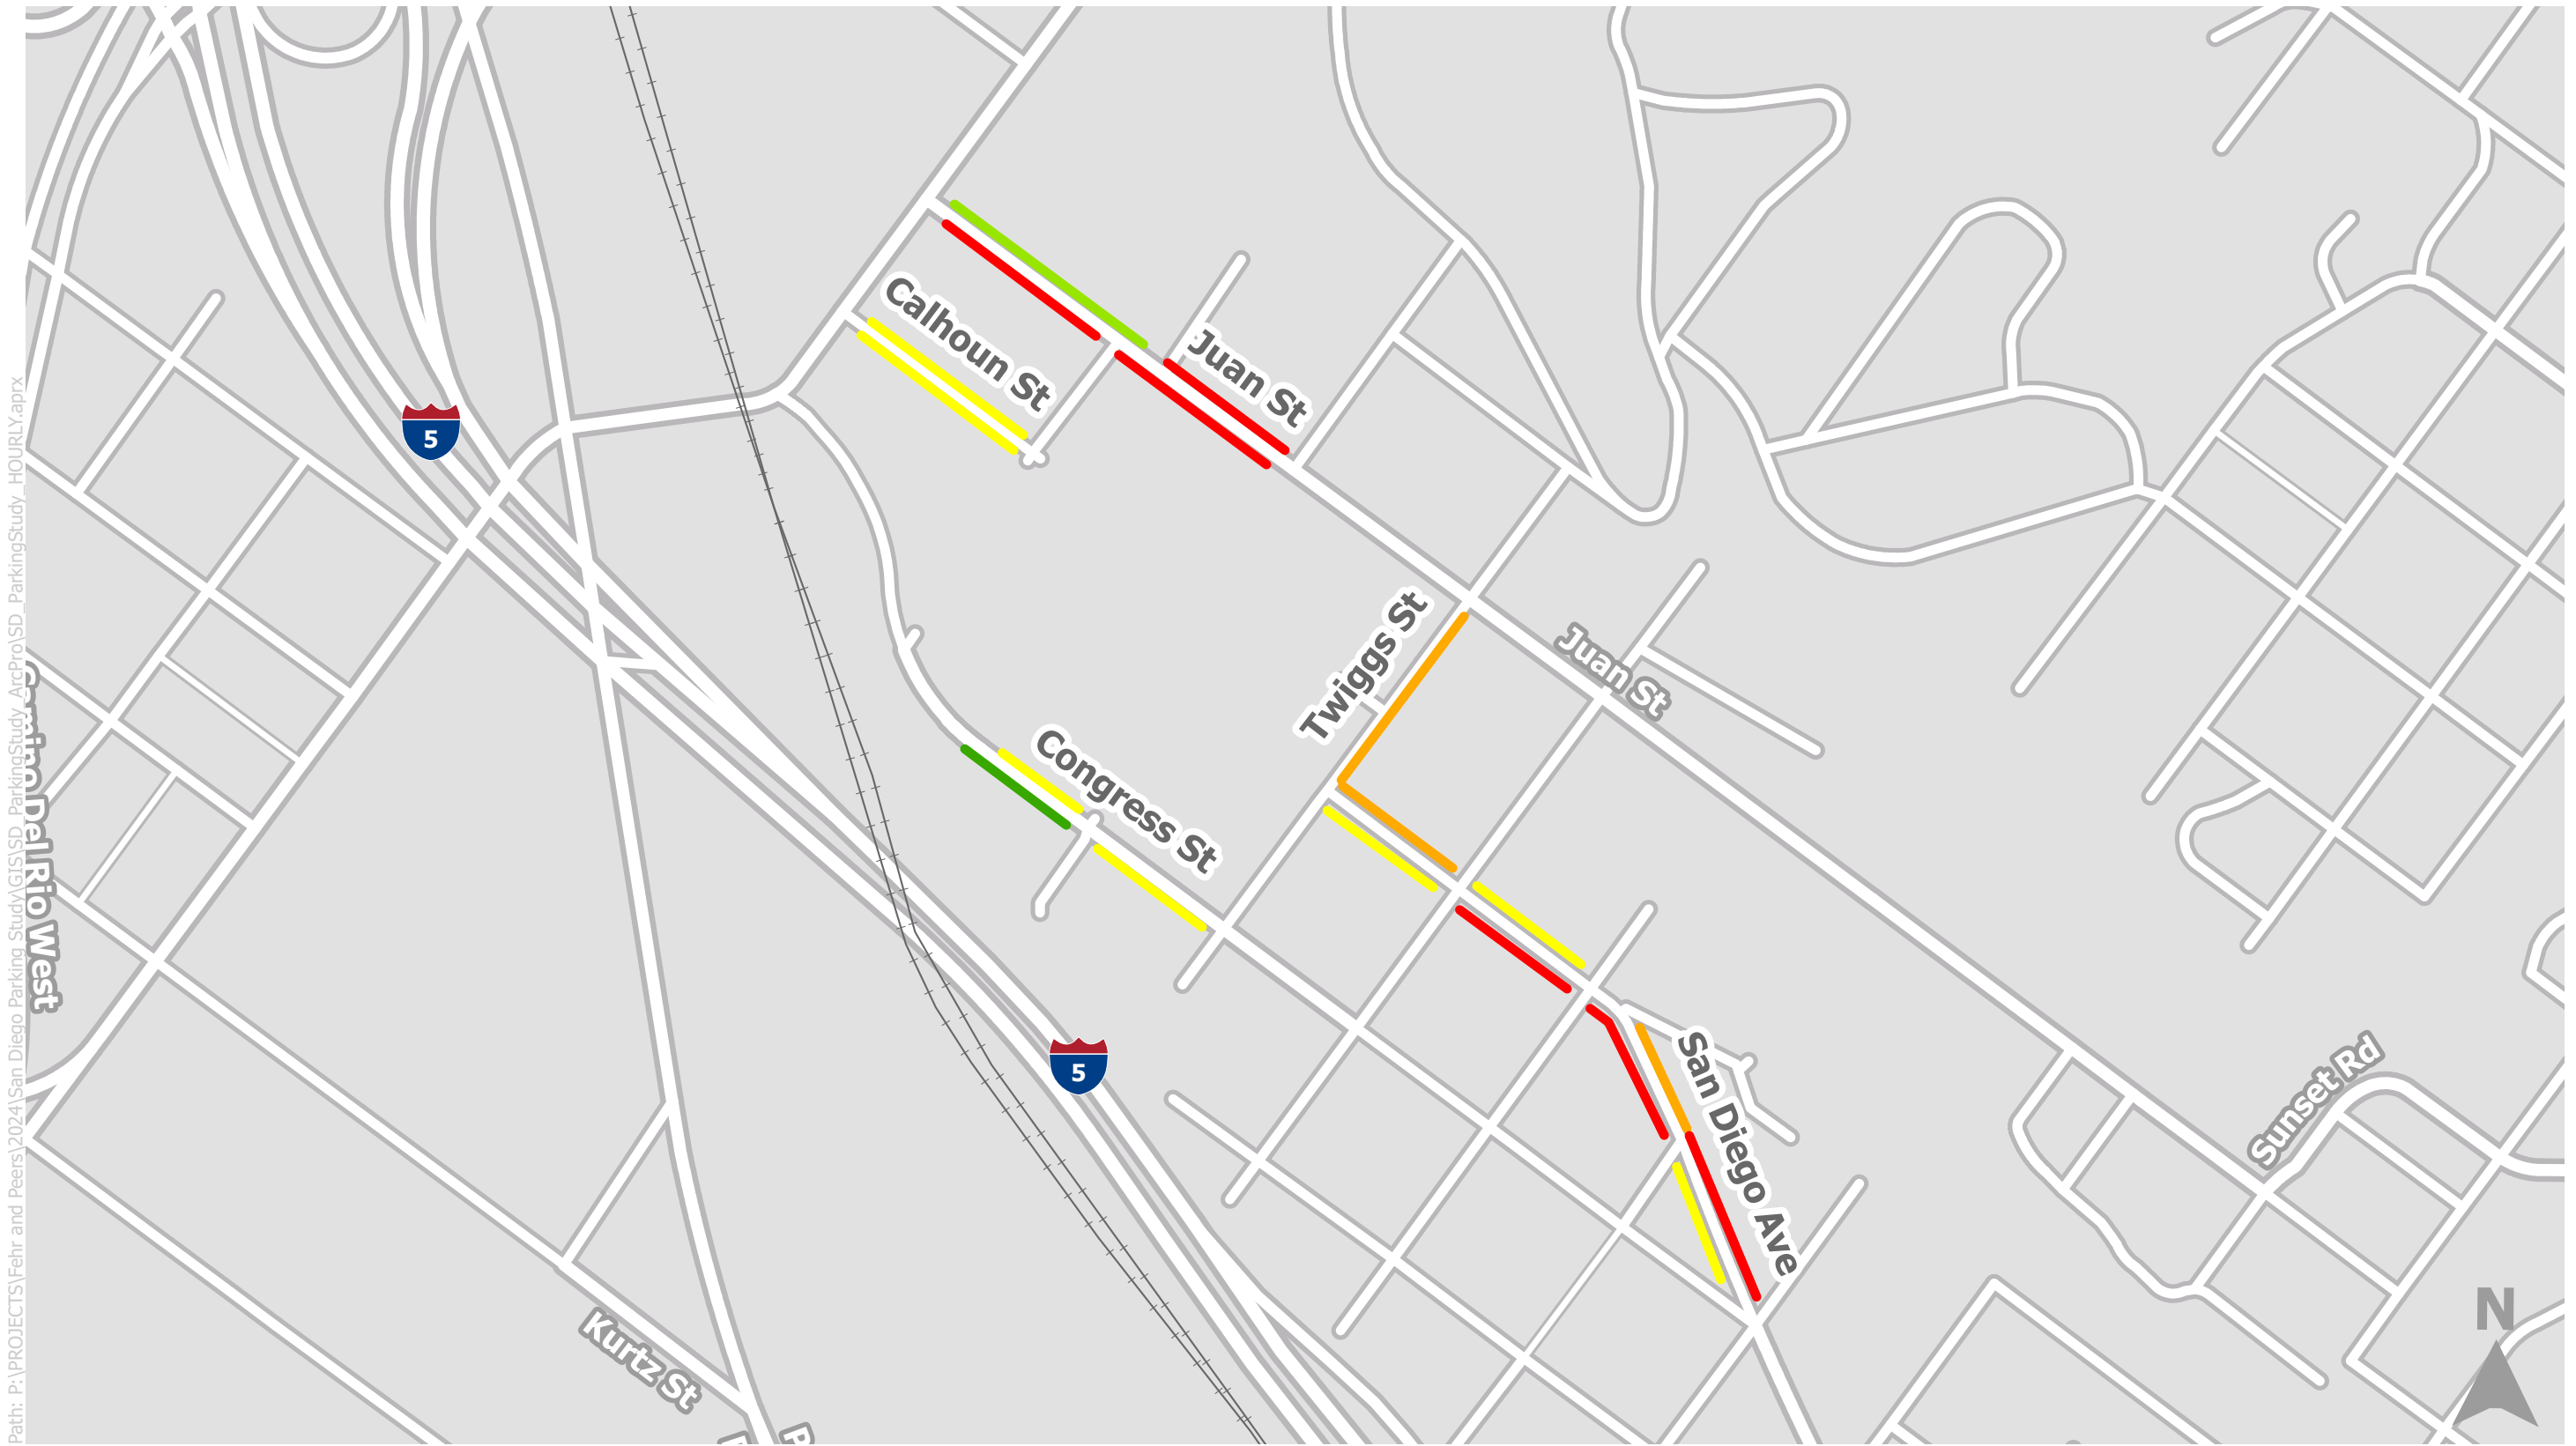 Calhoun St
Juan St
5
Twiggs St
Juan St
Congress St
Camino Del Rio West
5
San Diego Ave
Sunset Rd
Kurtz St
N
Path: P:\PROJECTS\Fehr and Peers\2024\San Diego Parking Study\GIS\SD_ParkingStudy_ArcPro\SD_ParkingStudy_HOURLY.aprx